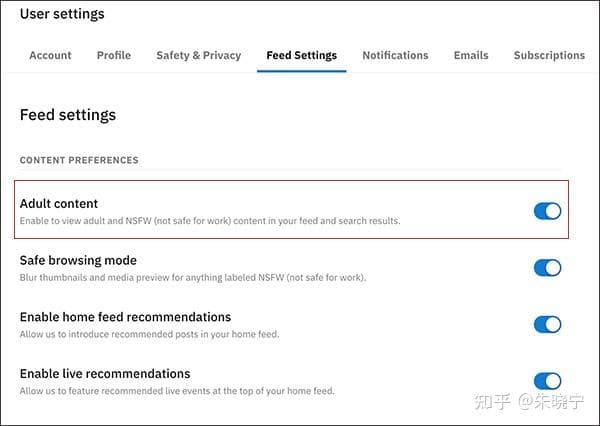 User settings
Account Profile Safety & Privacy Feed Settings Notifications Emails Subscriptions
Feed settings
CONTENT PREFERENCES
Adult content
Enable to view adult and NSFW (not safe for work) content in your feed and search results.
Safe browsing mode
Blur thumbnails and media preview for anything labeled NSFW (not safe for work).
Enable home feed recommendations
Allow us to introduce recommended posts in your home feed.
Enable live recommendations
Allow us to feature recommended live events at the top of your home feed.
知乎 @朱晓宁